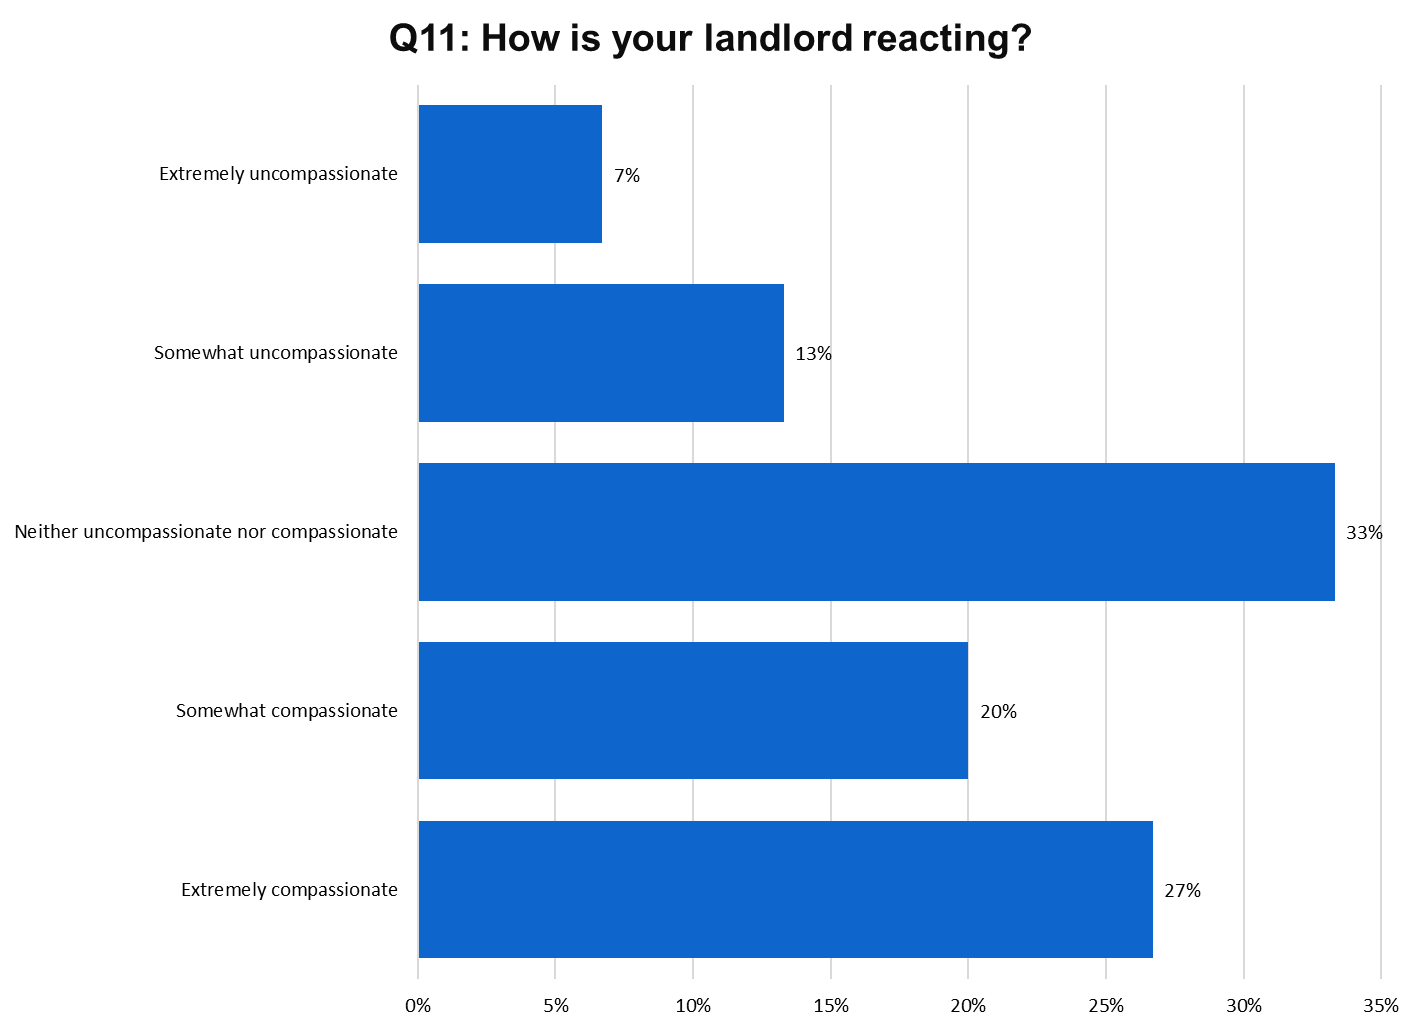 Q11: How is your landlord reacting?
Extremely uncompassionate
7%
Somewhat uncompassionate
13%
Neither uncompassionate nor compassionate
33%
Somewhat compassionate
20%
Extremely compassionate
27%
0% 5% 10% 15% 20% 25% 30% 35%